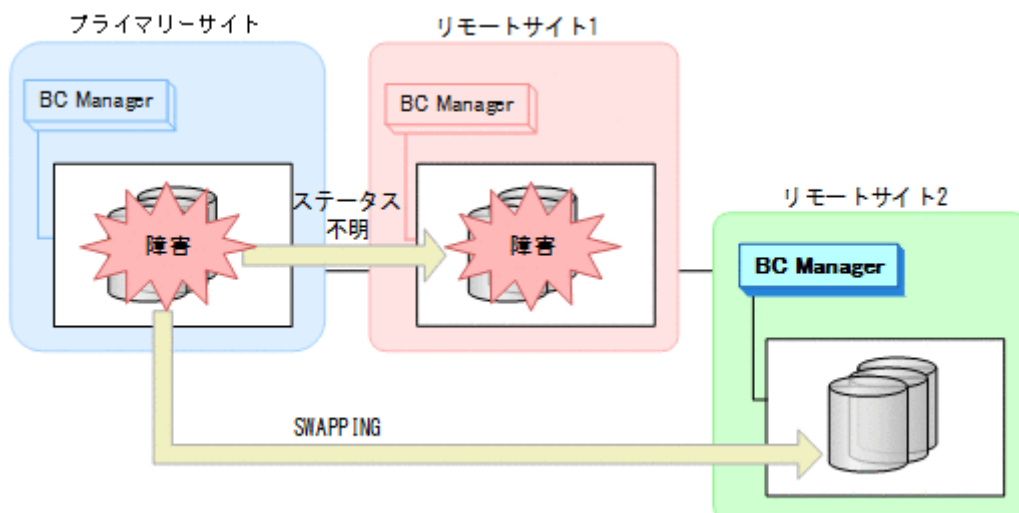 プライマリーサイト
リモートサイト1
BC Manager
BC Manager
ステータス
不明
障害
障害
リモートサイト2
BC Manager
SWAPPING